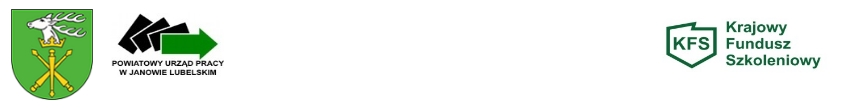 POWIATOWY URZĄD PRACY
W JANOWIE LUBELSKIM
KFS
Krajowy
Fundusz
Szkoleniowy